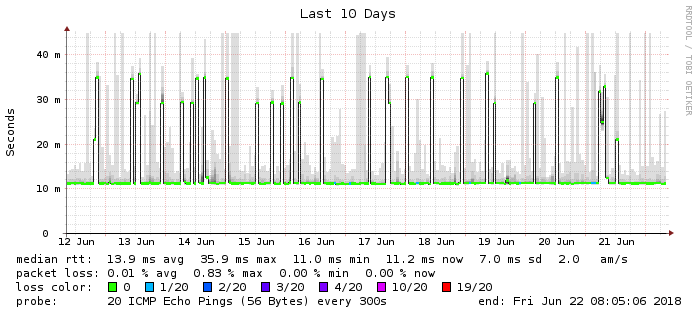 Last 10 Days
RRDTOOL / TOBI OETIKER
Seconds
40 m
30 m
20 m
10 m
0
12 Jun 13 Jun 14 Jun 15 Jun 16 Jun 17 Jun 18 Jun 19 Jun 20 Jun 21 Jun
median rtt: 13.9 ms avg 35.9 ms max 11.0 ms min 11.2 ms now 7.0 ms sd 2.0 am/s
packet loss: 0.01 % avg 0.83 % max 0.00 % min 0.00 % now
loss color: 0 1/20 2/20 3/20 4/20 10/20 19/20
probe: 20 ICMP Echo Pings (56 Bytes) every 300s end: Fri Jun 22 08:05:06 2018